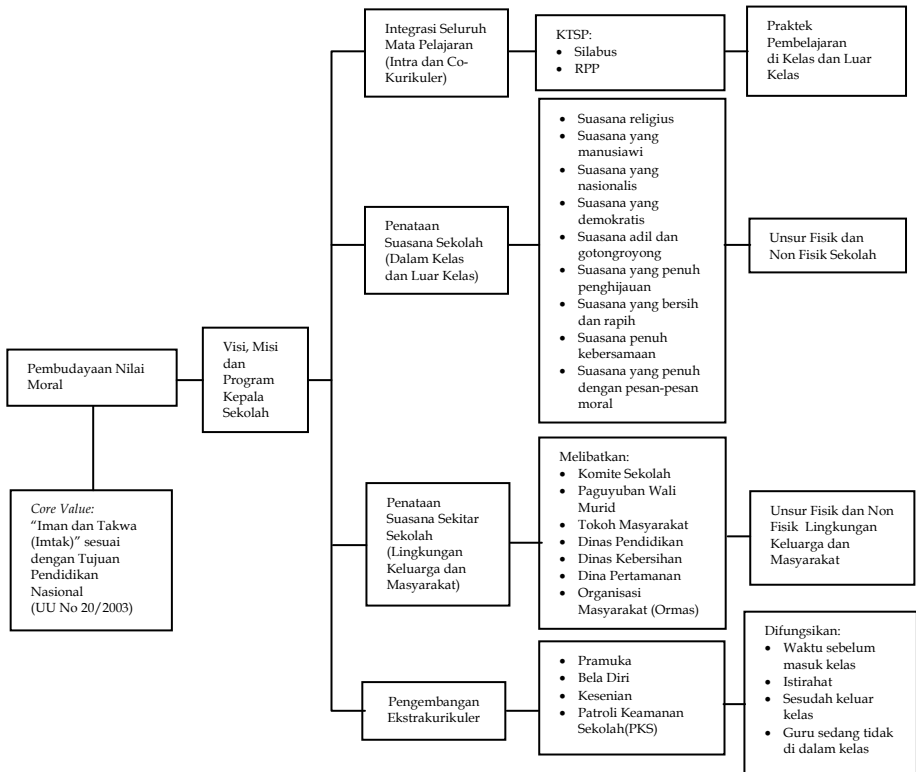 Pembudayaan Nilai
Moral
Core Value:
“Iman dan Takwa
(Imtak)” sesuai
dengan Tujuan
Pendidikan
Nasional
(UU No 20/2003)
Visi, Misi
dan
Program
Kepala
Sekolah
Integrasi Seluruh
Mata Pelajaran
(Intra dan Co-
Kurikuler)
KTSP:
• Silabus
• RPP
Praktek
Pembelajaran
di Kelas dan Luar
Kelas
Penataan
Suasana Sekolah
(Dalam Kelas
dan Luar Kelas)
• Suasana religius
• Suasana yang
manusiawi
• Suasana yang
nasionalis
• Suasana yang
demokratis
• Suasana adil dan
gotongroyong
• Suasana yang penuh
penghijauan
• Suasana yang bersih
dan rapih
• Suasana penuh
kebersamaan
• Suasana yang penuh
dengan pesan-pesan
moral
Unsur Fisik dan
Non Fisik Sekolah
Penataan
Suasana Sekitar
Sekolah
(Lingkungan
Keluarga dan
Masyarakat)
Melibatkan:
• Komite Sekolah
• Paguyuban Wali
Murid
• Tokoh Masyarakat
• Dinas Pendidikan
• Dinas Kebersihan
• Dina Pertamanan
• Organisasi
Masyarakat (Ormas)
Unsur Fisik dan Non
Fisik Lingkungan
Keluarga dan
Masyarakat
Pengembangan
Ekstrakurikuler
• Pramuka
• Bela Diri
• Kesenian
• Patroli Keamanan
Sekolah(PKS)
Difungsikan:
• Waktu sebelum
masuk kelas
• Istirahat
• Sesudah keluar
kelas
• Guru sedang tidak
di dalam kelas